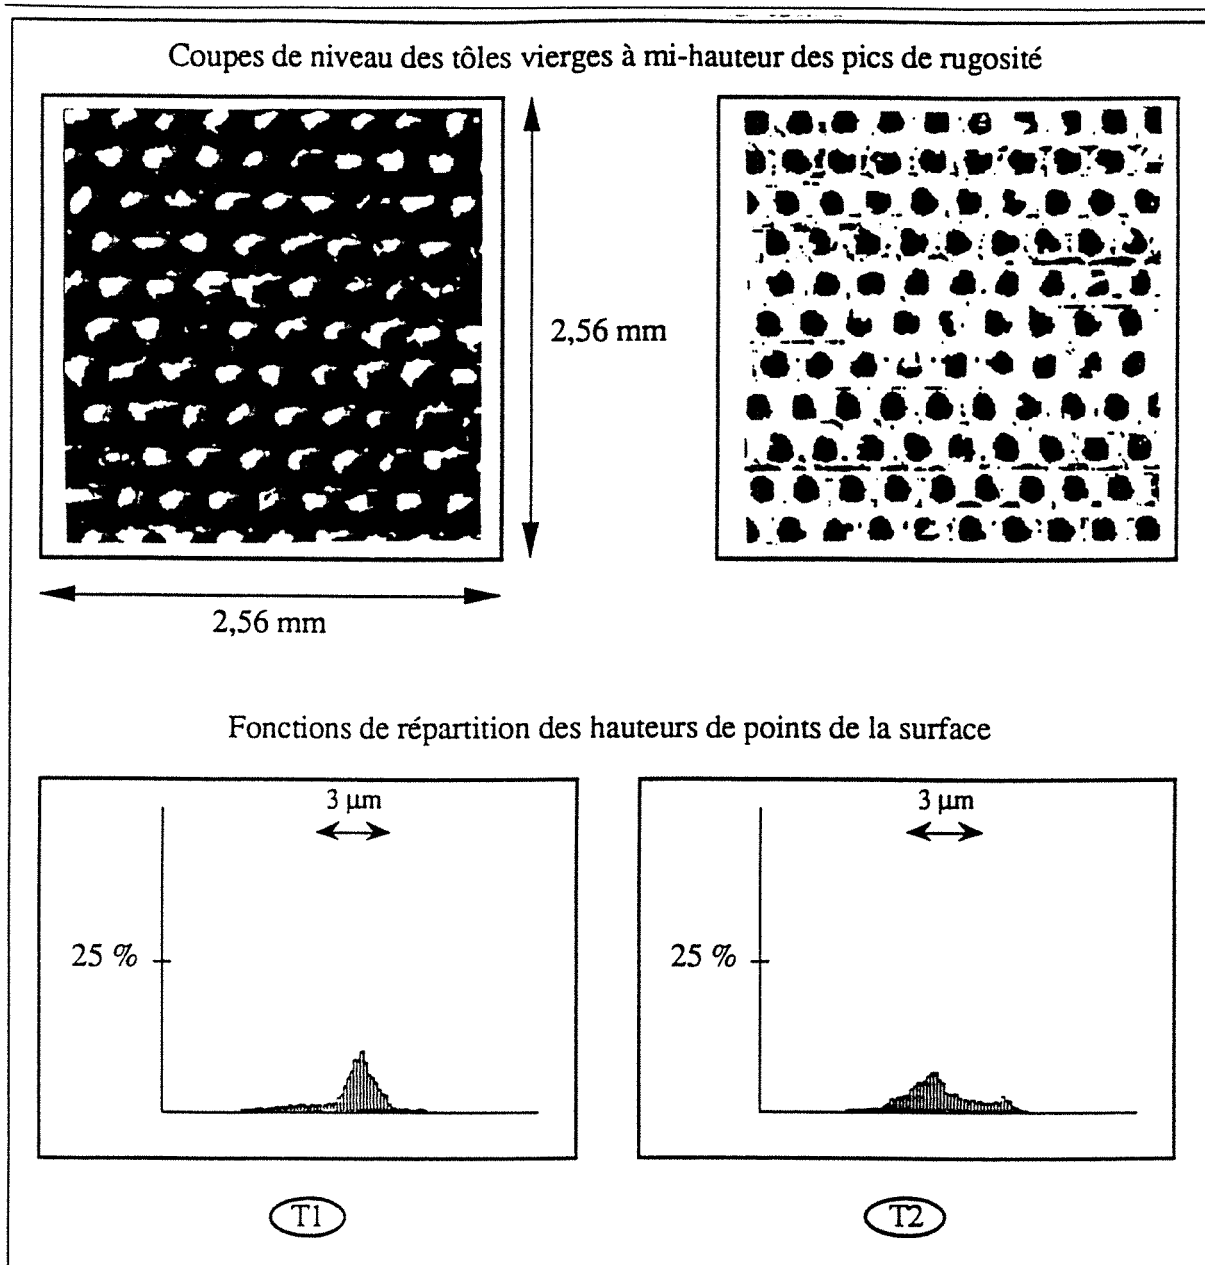 Coupes de niveau des tôles vierges à mi-hauteur des pics de rugosité
2,56 mm
2,56 mm
Fonctions de répartition des hauteurs de points de la surface
3 μm
25 %
3 μm
25 %
T1
T2